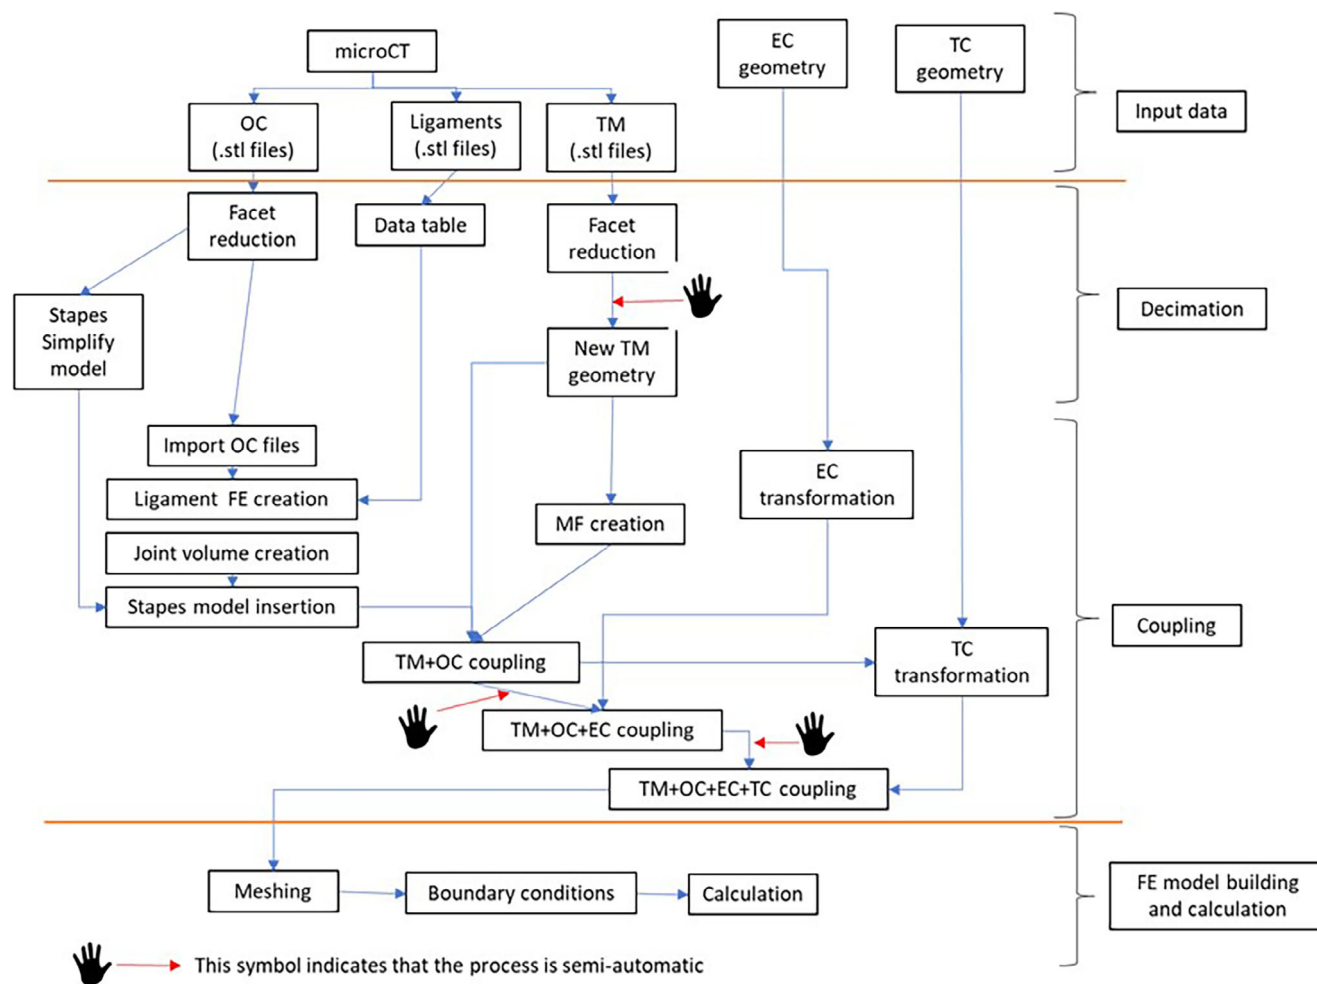 microCT
EC
geometry
TC
geometry
OC
(.stl files)
Ligaments
(.stl files)
TM
(.stl files)
Input data
Facet
reduction
Data table
Facet
reduction
Stapes
Simplify
model
New TM
geometry
Decimation
Import OC files
Ligament FE creation
EC
transformation
MF creation
Joint volume creation
Stapes model insertion
TM+OC coupling
TC
transformation
Coupling
TM+OC+EC coupling
TM+OC+EC+TC coupling
Meshing
Boundary conditions
Calculation
FE model building
and calculation
This symbol indicates that the process is semi-automatic